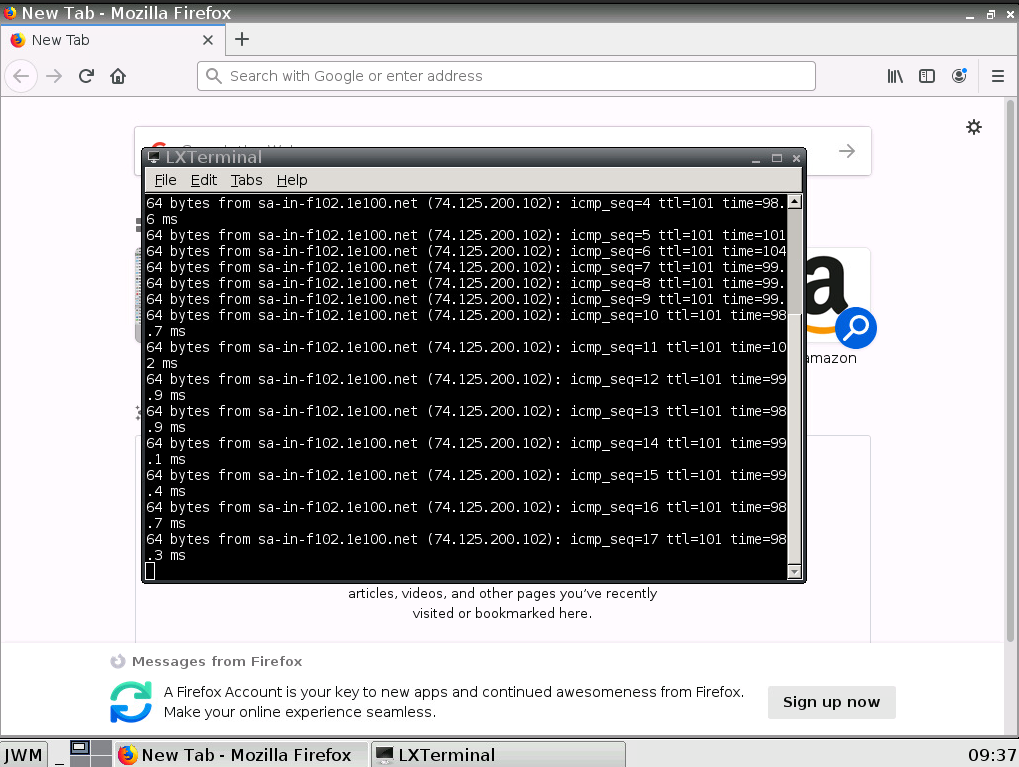 New Tab - Mozilla Firefox
New Tab
Search with Google or enter address
LXTerminal
File Edit Tabs Help
64 bytes from sa-in-f102.1e100.net (74.125.200.102): icmp_seq=4 ttl=101 time=98.
6 ms
64 bytes from sa-in-f102.1e100.net (74.125.200.102): icmp_seq=5 ttl=101 time=101
64 bytes from sa-in-f102.1e100.net (74.125.200.102): icmp_seq=6 ttl=101 time=104
64 bytes from sa-in-f102.1e100.net (74.125.200.102): icmp_seq=7 ttl=101 time=99.
64 bytes from sa-in-f102.1e100.net (74.125.200.102): icmp_seq=8 ttl=101 time=99.
64 bytes from sa-in-f102.1e100.net (74.125.200.102): icmp_seq=9 ttl=101 time=99.
64 bytes from sa-in-f102.1e100.net (74.125.200.102): icmp_seq=10 ttl=101 time=98
.7 ms
64 bytes from sa-in-f102.1e100.net (74.125.200.102): icmp_seq=11 ttl=101 time=10
2 ms
64 bytes from sa-in-f102.1e100.net (74.125.200.102): icmp_seq=12 ttl=101 time=99
.9 ms
64 bytes from sa-in-f102.1e100.net (74.125.200.102): icmp_seq=13 ttl=101 time=98
.9 ms
64 bytes from sa-in-f102.1e100.net (74.125.200.102): icmp_seq=14 ttl=101 time=99
.1 ms
64 bytes from sa-in-f102.1e100.net (74.125.200.102): icmp_seq=15 ttl=101 time=99
.4 ms
64 bytes from sa-in-f102.1e100.net (74.125.200.102): icmp_seq=16 ttl=101 time=98
.7 ms
64 bytes from sa-in-f102.1e100.net (74.125.200.102): icmp_seq=17 ttl=101 time=98
.3 ms
a
amazon
articles, videos, and other pages you've recently
visited or bookmarked here.
Messages from Firefox
A Firefox Account is your key to new apps and continued awesomeness from Firefox.
Make your online experience seamless.
Sign up now
JWM
New Tab - Mozilla Firefox
LXTerminal
09:37